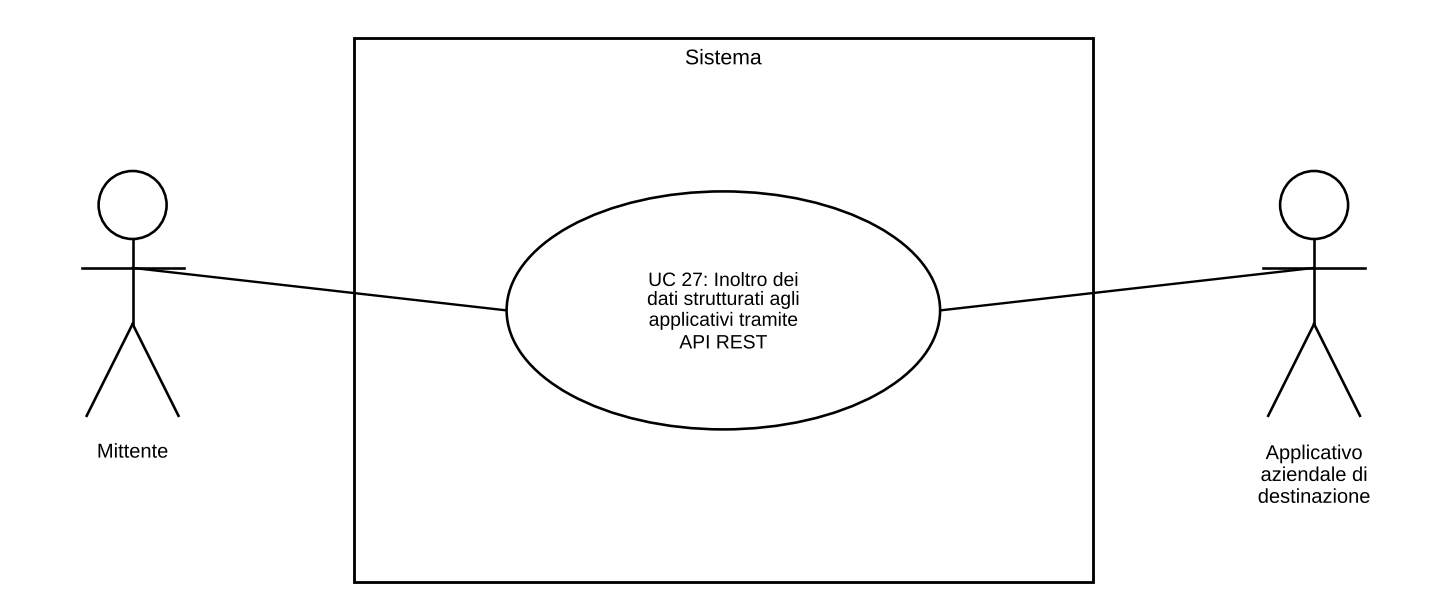 Sistema
UC 27: Inoltro dei
dati strutturati agli
applicativi tramite
API REST
Mittente
Applicativo
aziendale di
destinazione